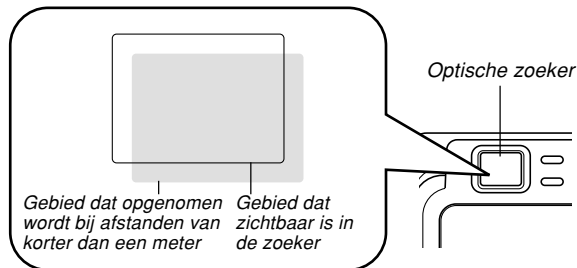 Optische zoeker
Gebied dat opgenomen
wordt bij afstanden van
korter dan een meter
Gebied dat
zichtbaar is in
de zoeker